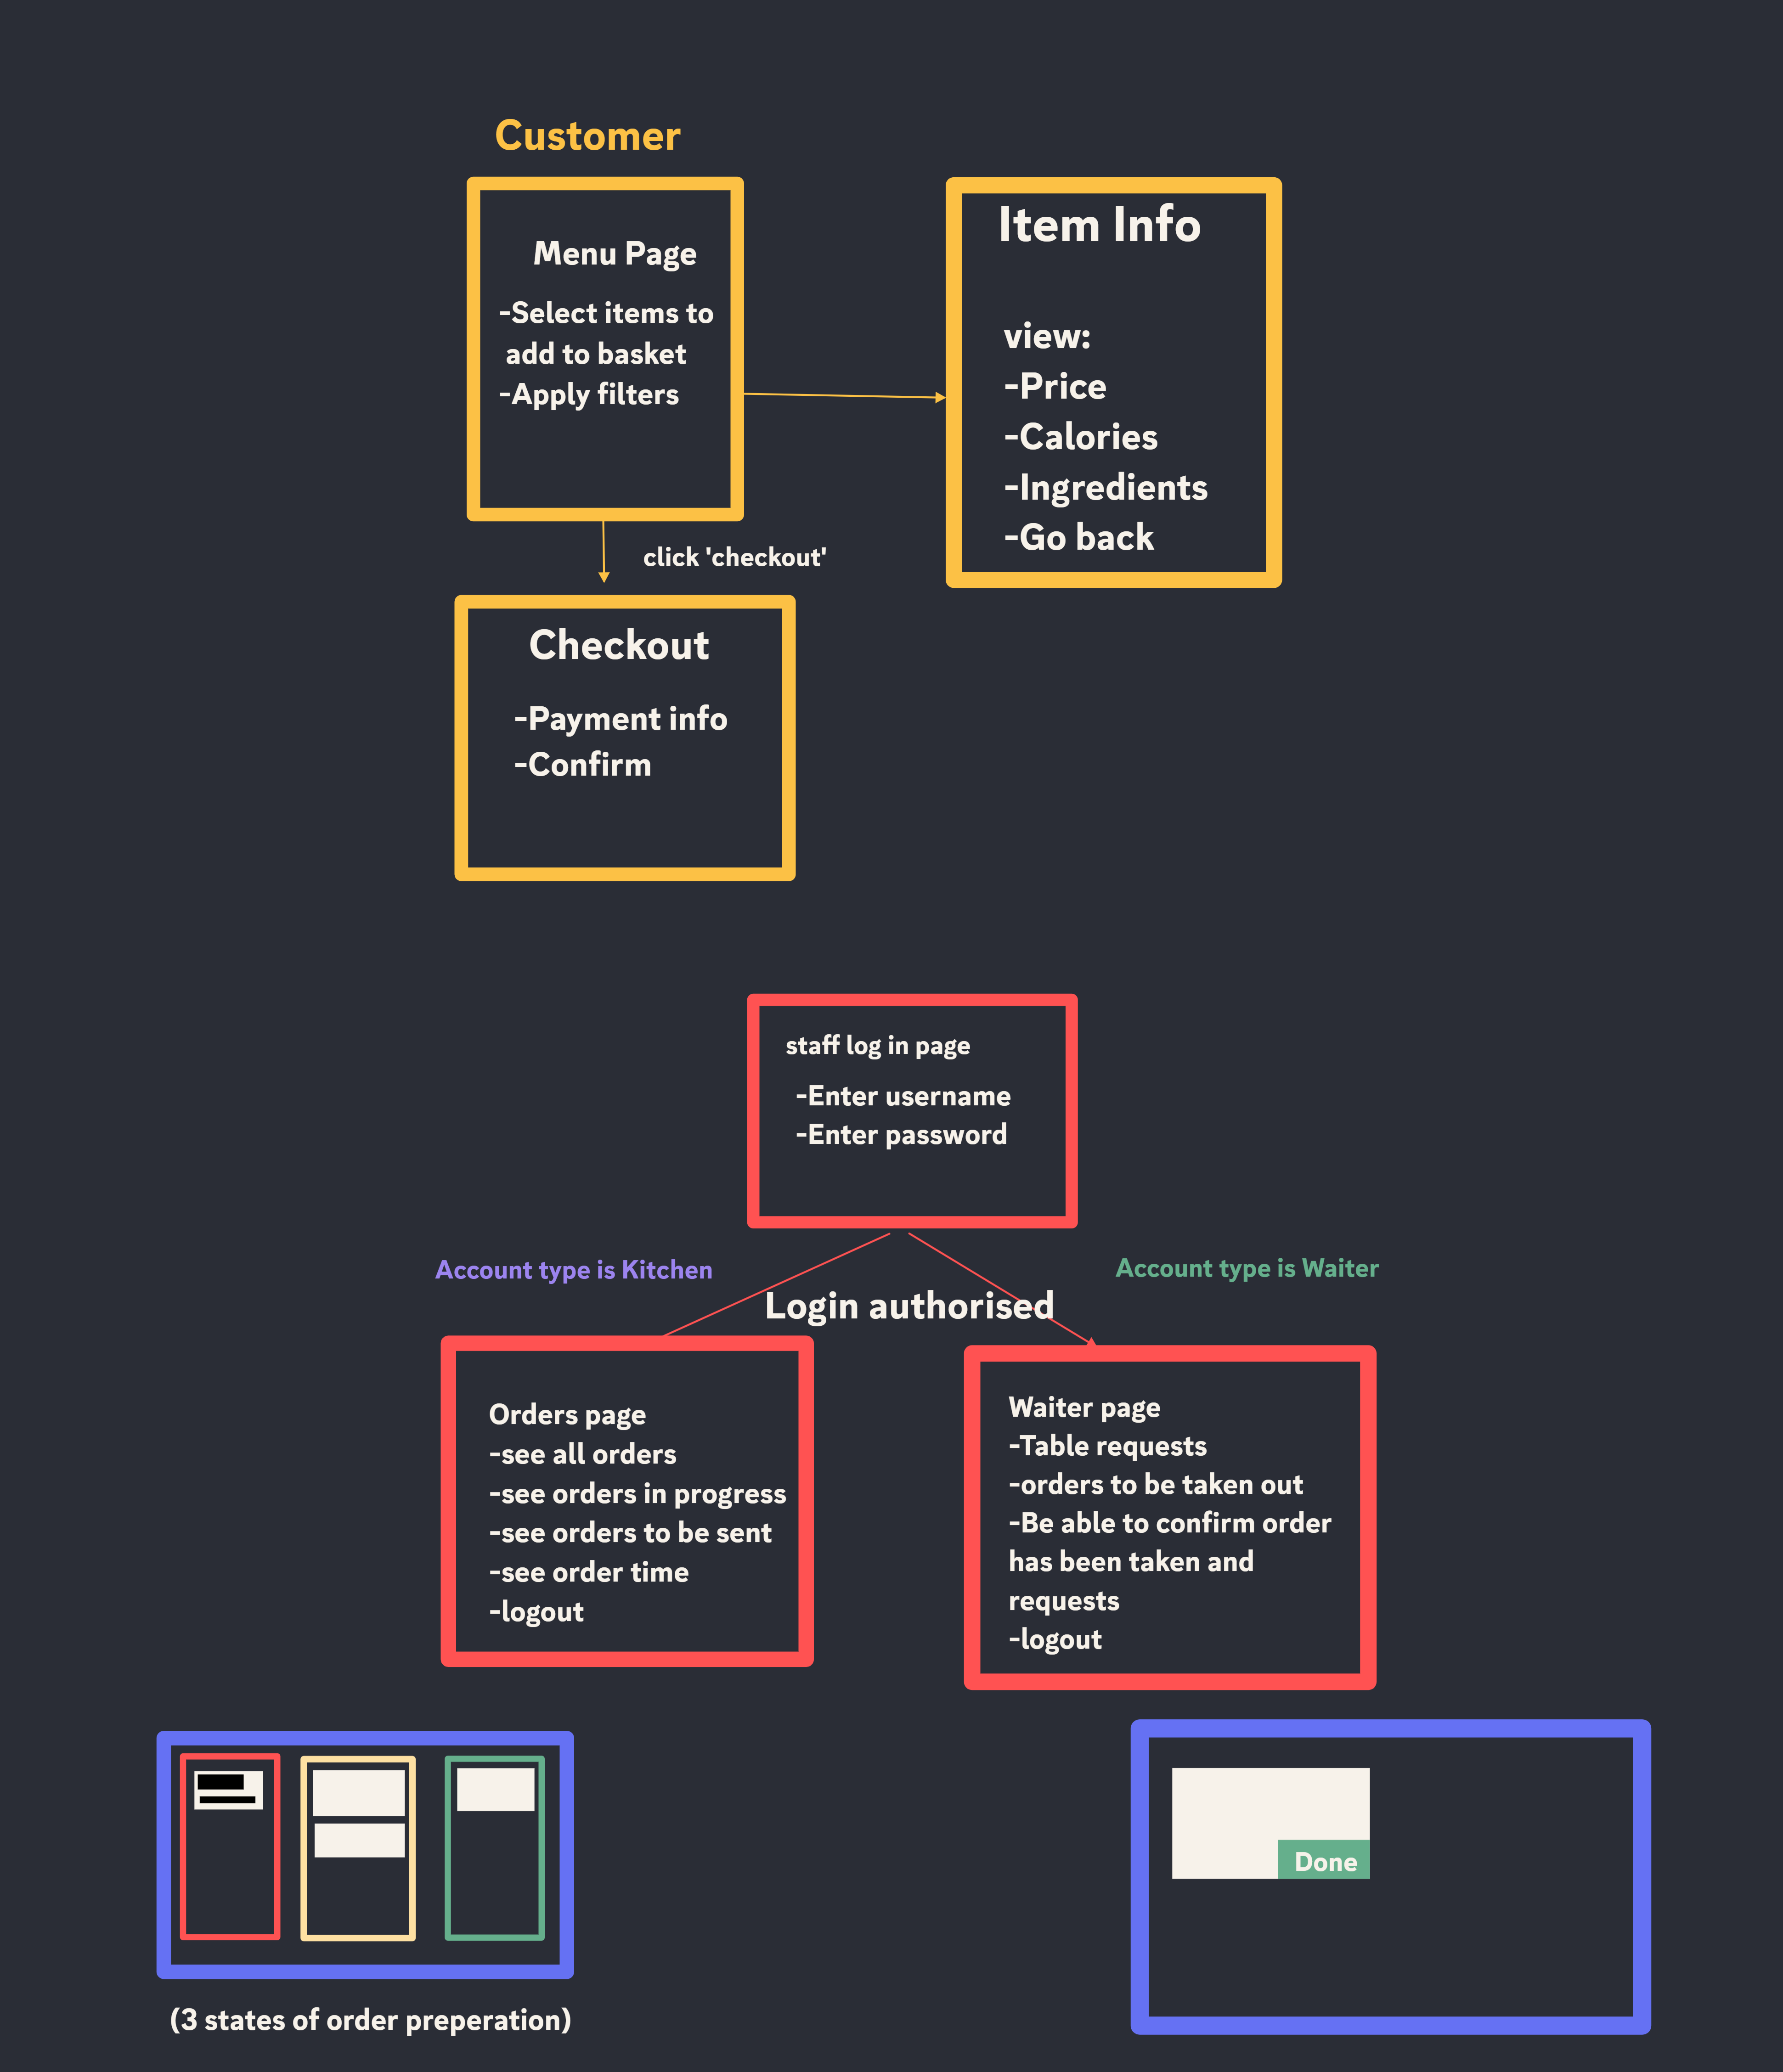 Customer
Menu Page
-Select items to
add to basket
-Apply filters
Item Info
view:
-Price
-Calories
-Ingredients
-Go back
click 'checkout'
Checkout
-Payment info
-Confirm
staff log in page
-Enter username
-Enter password
Account type is Kitchen
Account type is Waiter
Login authorised
Orders page
-see all orders
-see orders in progress
-see orders to be sent
-see order time
-logout
Waiter page
-Table requests
-orders to be taken out
-Be able to confirm order
has been taken and
requests
-logout
Done
(3 states of order preperation)